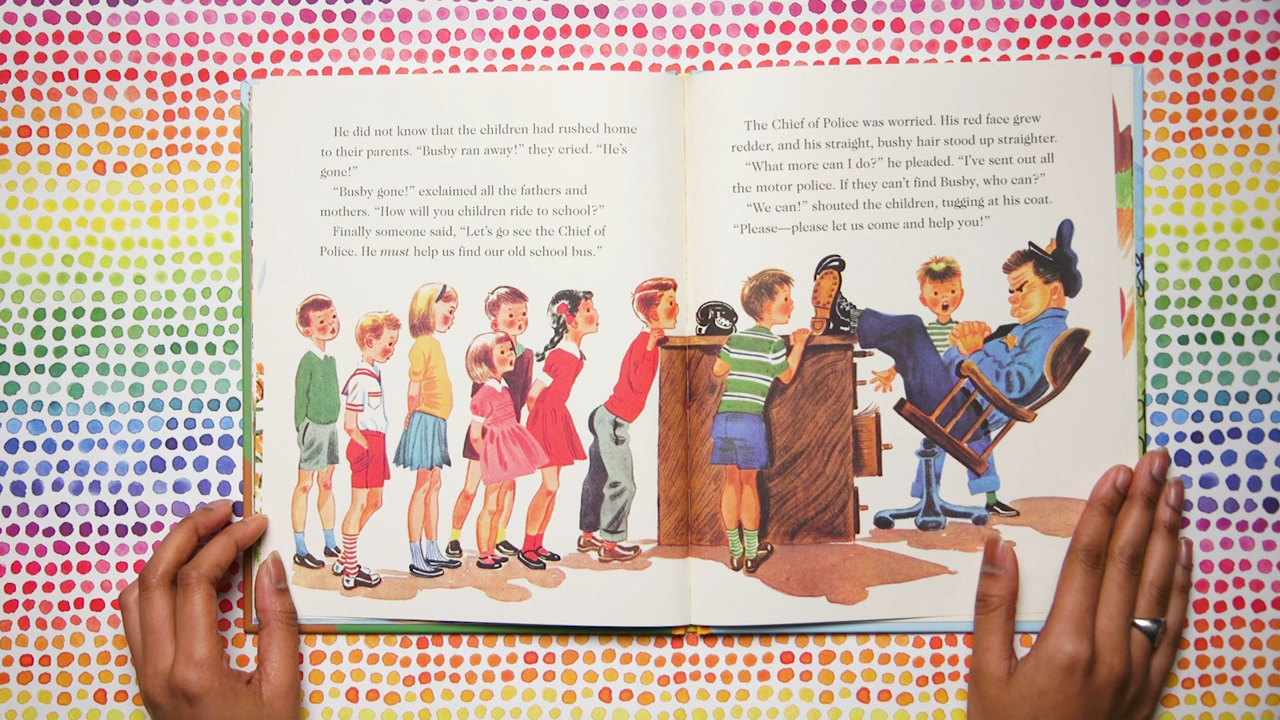 He did not know that the children had rushed home
to their parents. “Busby ran away!” they cried. “He’s
gone!”
“Busby gone!” exclaimed all the fathers and
mothers. “How will you children ride to school?”
Finally someone said, “Let’s go see the Chief of
Police. He must help us find our old school bus.”
The Chief of Police was worried. His red face grew
redder, and his straight, bushy hair stood up straighter.
“What more can I do?” he pleaded. “I’ve sent out all
the motor police. If they can’t find Busby, who can?”
“We can!” shouted the children, tugging at his coat.
“Please—please let us come and help you!”